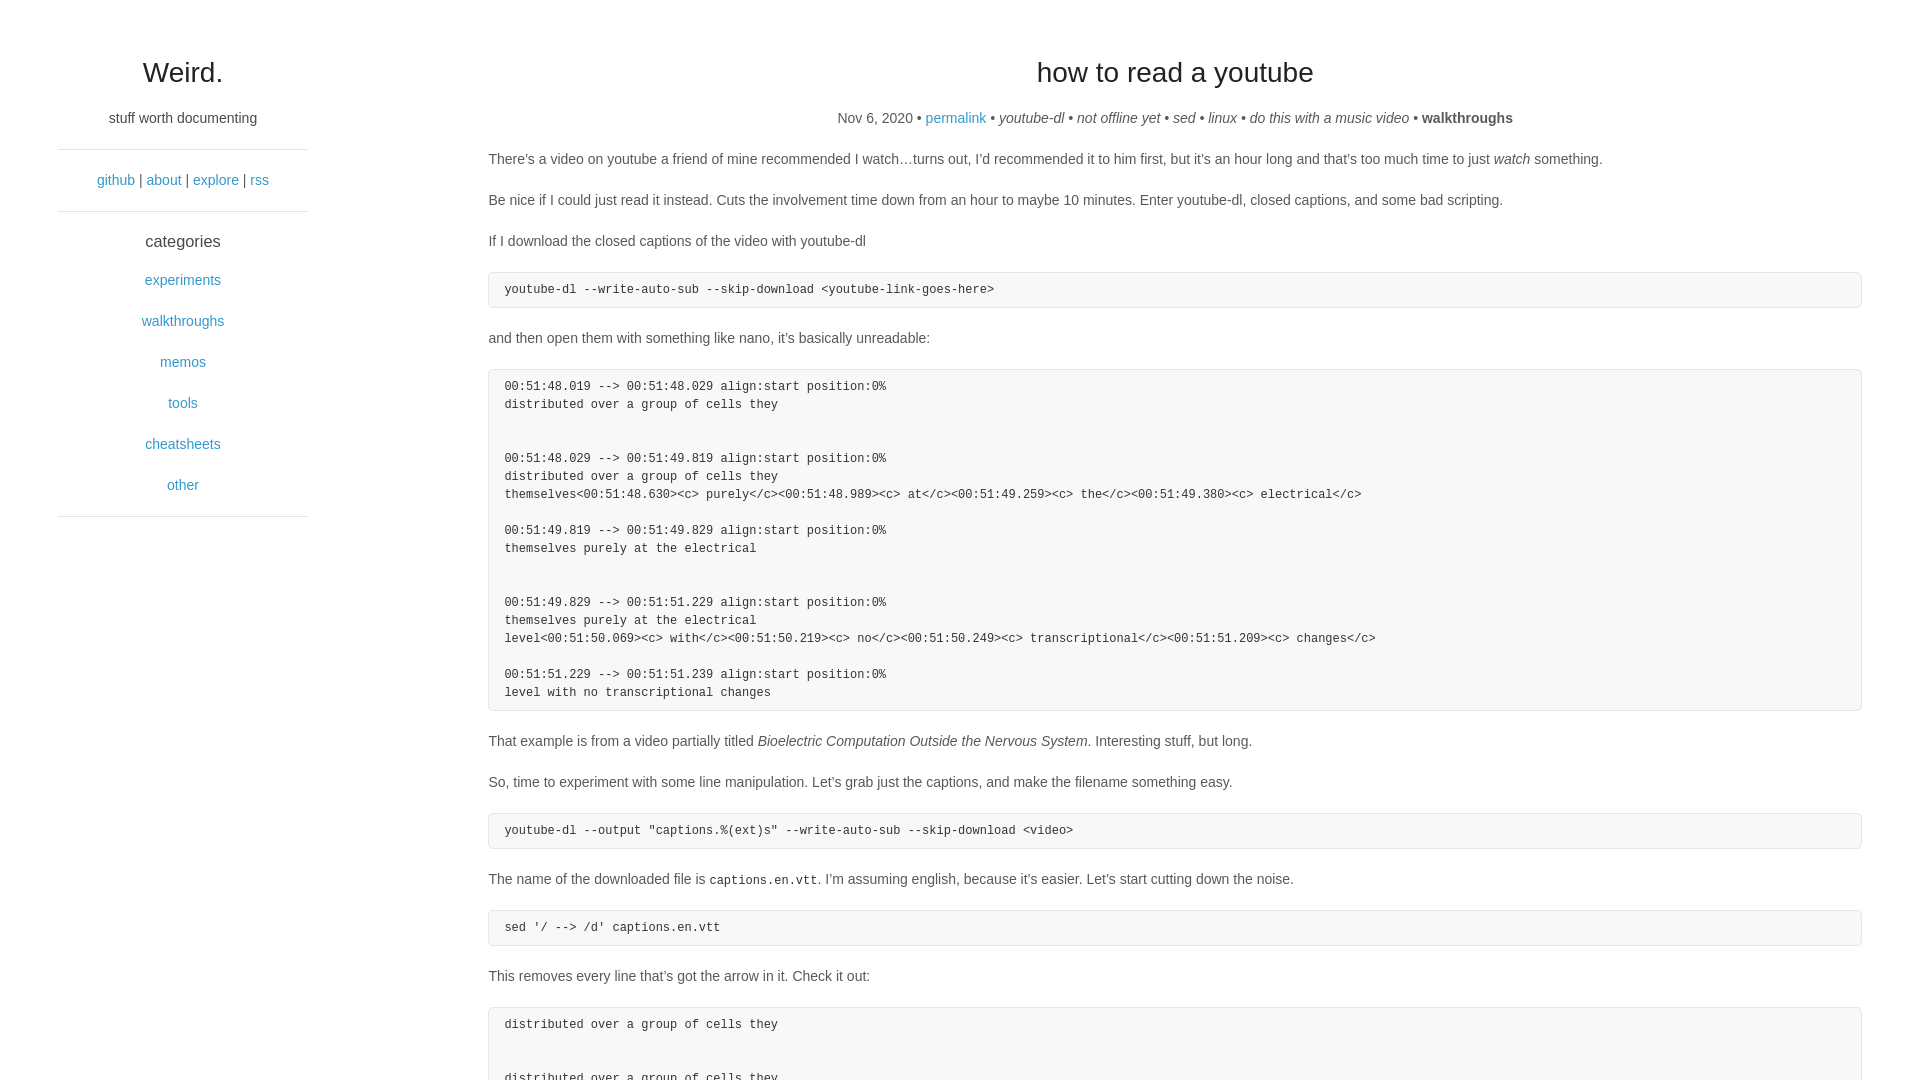 Weird.
stuff worth documenting
github | about | explore | rss
categories
experiments
walkthroughs
memos
tools
cheatsheets
other
how to read a youtube
Nov 6, 2020 • permalink • youtube-dl • not offline yet • sed • linux • do this with a music video • walkthroughs
There’s a video on youtube a friend of mine recommended I watch…turns out, I’d recommended it to him first, but it’s an hour long and that’s too much time to just watch something.
Be nice if I could just read it instead. Cuts the involvement time down from an hour to maybe 10 minutes. Enter youtube-dl, closed captions, and some bad scripting.
If I download the closed captions of the video with youtube-dl
youtube-dl --write-auto-sub --skip-download <youtube-link-goes-here>
and then open them with something like nano, it’s basically unreadable:
00:51:48.019 --> 00:51:48.029 align:start position:0%
distributed over a group of cells they
00:51:48.029 --> 00:51:49.819 align:start position:0%
distributed over a group of cells they
themselves<00:51:48.630><c> purely</c><00:51:48.989><c> at</c><00:51:49.259><c> the</c><00:51:49.380><c> electrical</c>
00:51:49.819 --> 00:51:49.829 align:start position:0%
themselves purely at the electrical
00:51:49.829 --> 00:51:51.229 align:start position:0%
themselves purely at the electrical
level<00:51:50.069><c> with</c><00:51:50.219><c> no</c><00:51:50.249><c> transcriptional</c><00:51:51.209><c> changes</c>
00:51:51.229 --> 00:51:51.239 align:start position:0%
level with no transcriptional changes
That example is from a video partially titled Bioelectric Computation Outside the Nervous System. Interesting stuff, but long.
So, time to experiment with some line manipulation. Let’s grab just the captions, and make the filename something easy.
youtube-dl --output "captions.%(ext)s" --write-auto-sub --skip-download <video>
The name of the downloaded file is captions.en.vtt. I’m assuming english, because it’s easier. Let’s start cutting down the noise.
sed '/ --> /d' captions.en.vtt
This removes every line that’s got the arrow in it. Check it out:
distributed over a group of cells they
distributed over a group of cells they